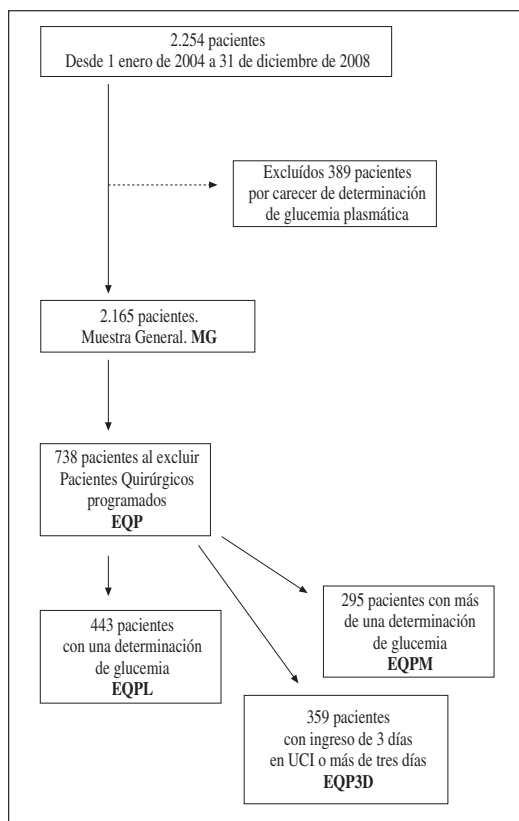 2.254 pacientes
Desde 1 enero de 2004 a 31 de diciembre de 2008
Excluídos 389 pacientes
por carecer de determinación
de glucemia plasmática
2.165 pacientes.
Muestra General. MG
738 pacientes al excluir
Pacientes Quirúrgicos
programados
EQP
443 pacientes
con una determinación
de glucemia
EQPL
295 pacientes con más
de una determinación de
glucemia
EQPM
359 pacientes
con ingreso de 3 días
en UCI o más de tres días
EQP3D